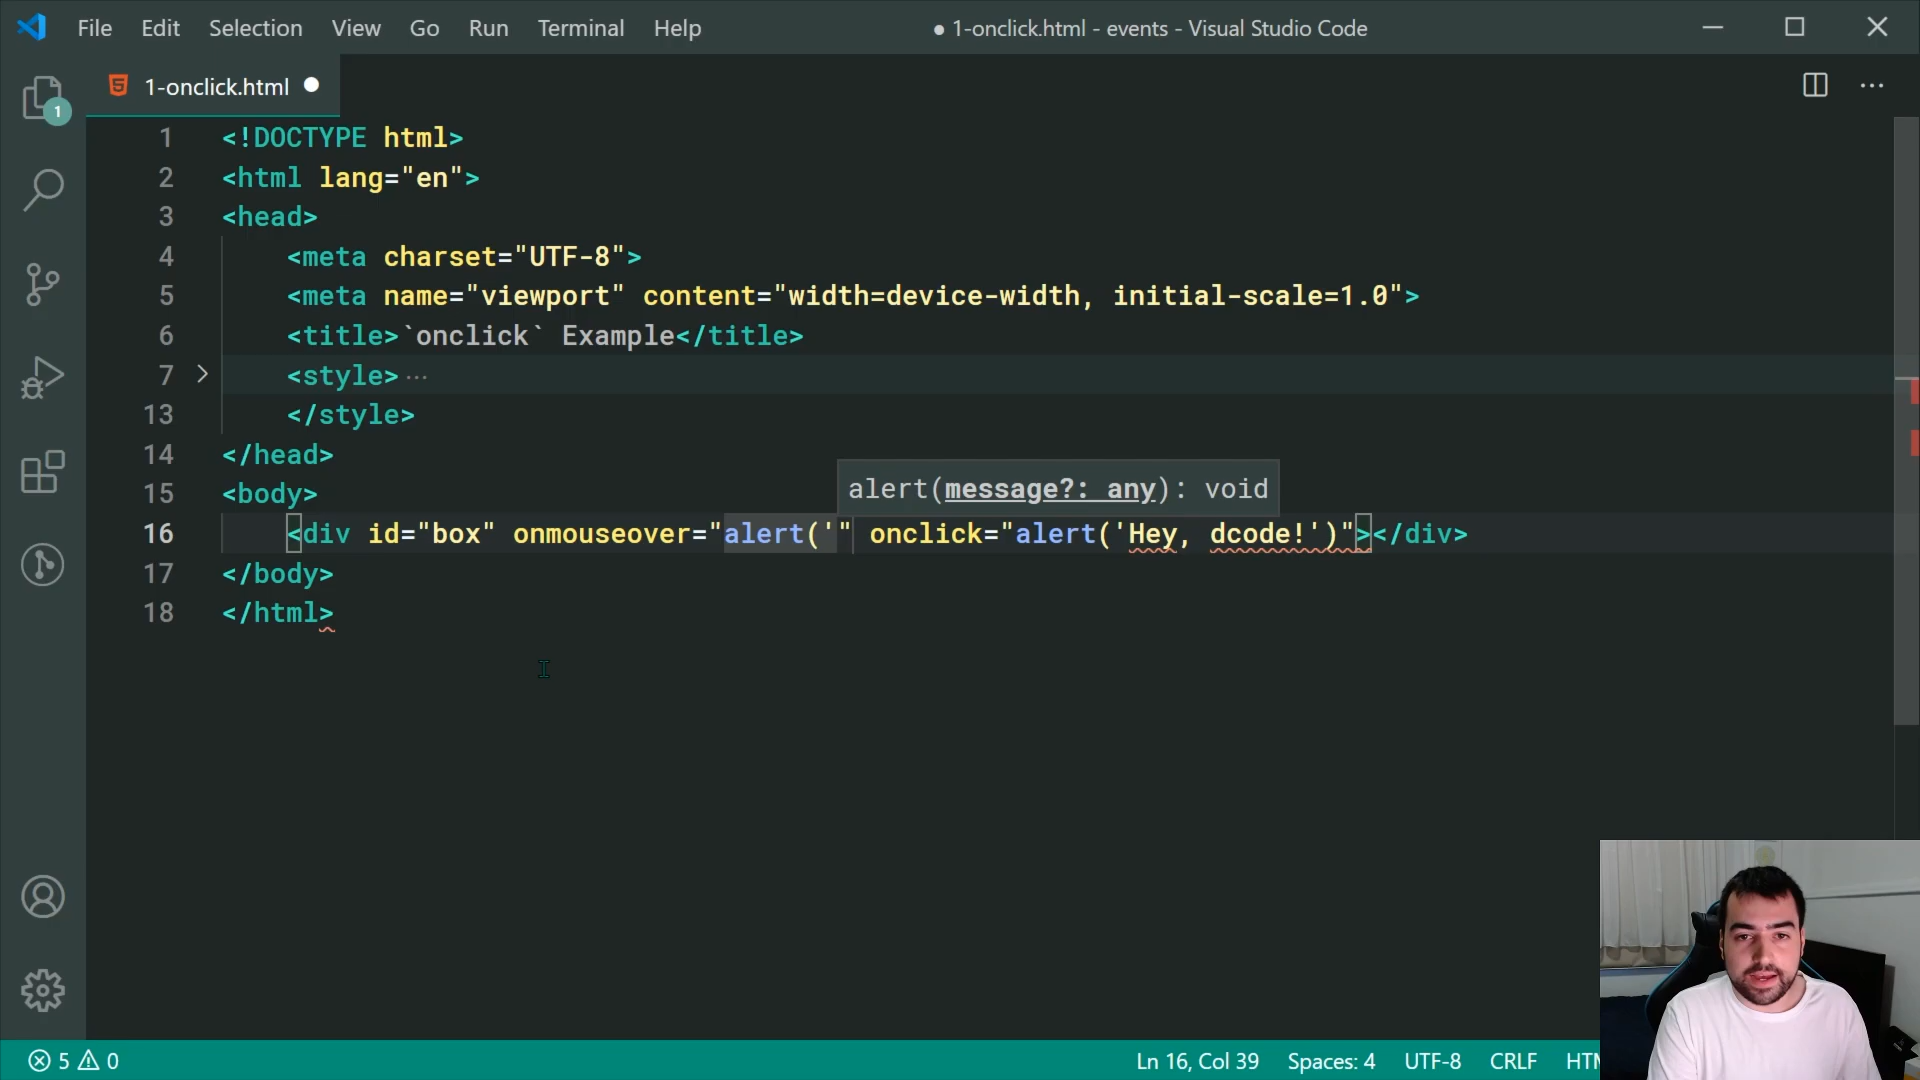 File Edit Selection View Go Run Terminal Help
● 1-onclick.html - events - Visual Studio Code
1-onclick.html ●
1
1 <!DOCTYPE html>
2 <html lang="en">
3 <head>
4 <meta charset="UTF-8">
5 <meta name="viewport" content="width=device-width, initial-scale=1.0">
6 <title>`onclick` Example</title>
7 <style>···
13 </style>
14 </head>
15 <body>
alert(message?: any): void
16 <div id="box" onmouseover="alert('" onclick="alert('Hey, dcode!')"></div>
17 </body>
18 </html>
5 0
Ln 16, Col 39 Spaces: 4 UTF-8 CRLF